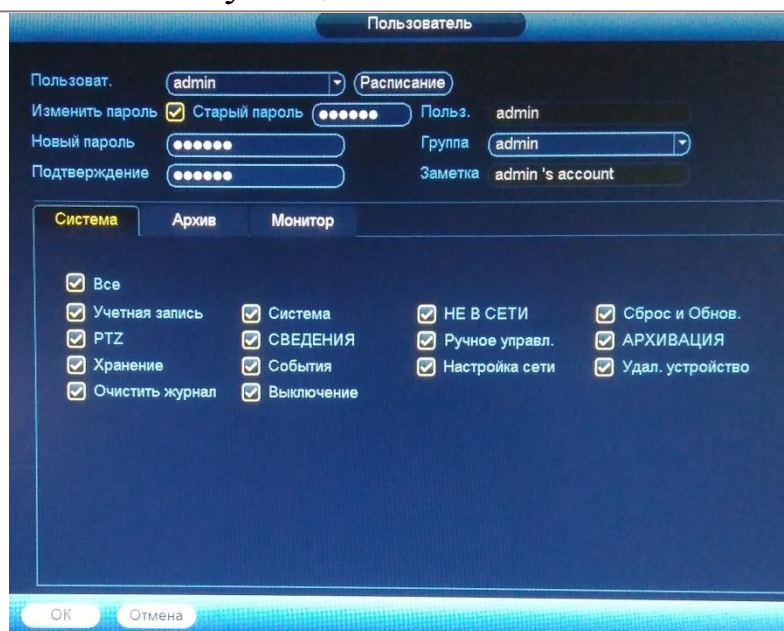 Пользователь
Пользоват. admin Расписание
Изменить пароль Старый пароль ●●●●●● Польз. admin
Новый пароль ●●●●●● Группа admin
Подтверждение ●●●●●● Заметка admin 's account
Система Архив Монитор
Все
Учетная запись Система НЕ В СЕТИ Сброс и Обнов.
PTZ СВЕДЕНИЯ Ручное управл. АРХИВАЦИЯ
Хранение События Настройка сети Удал. устройство
Очистить журнал Выключение
OK Отмена